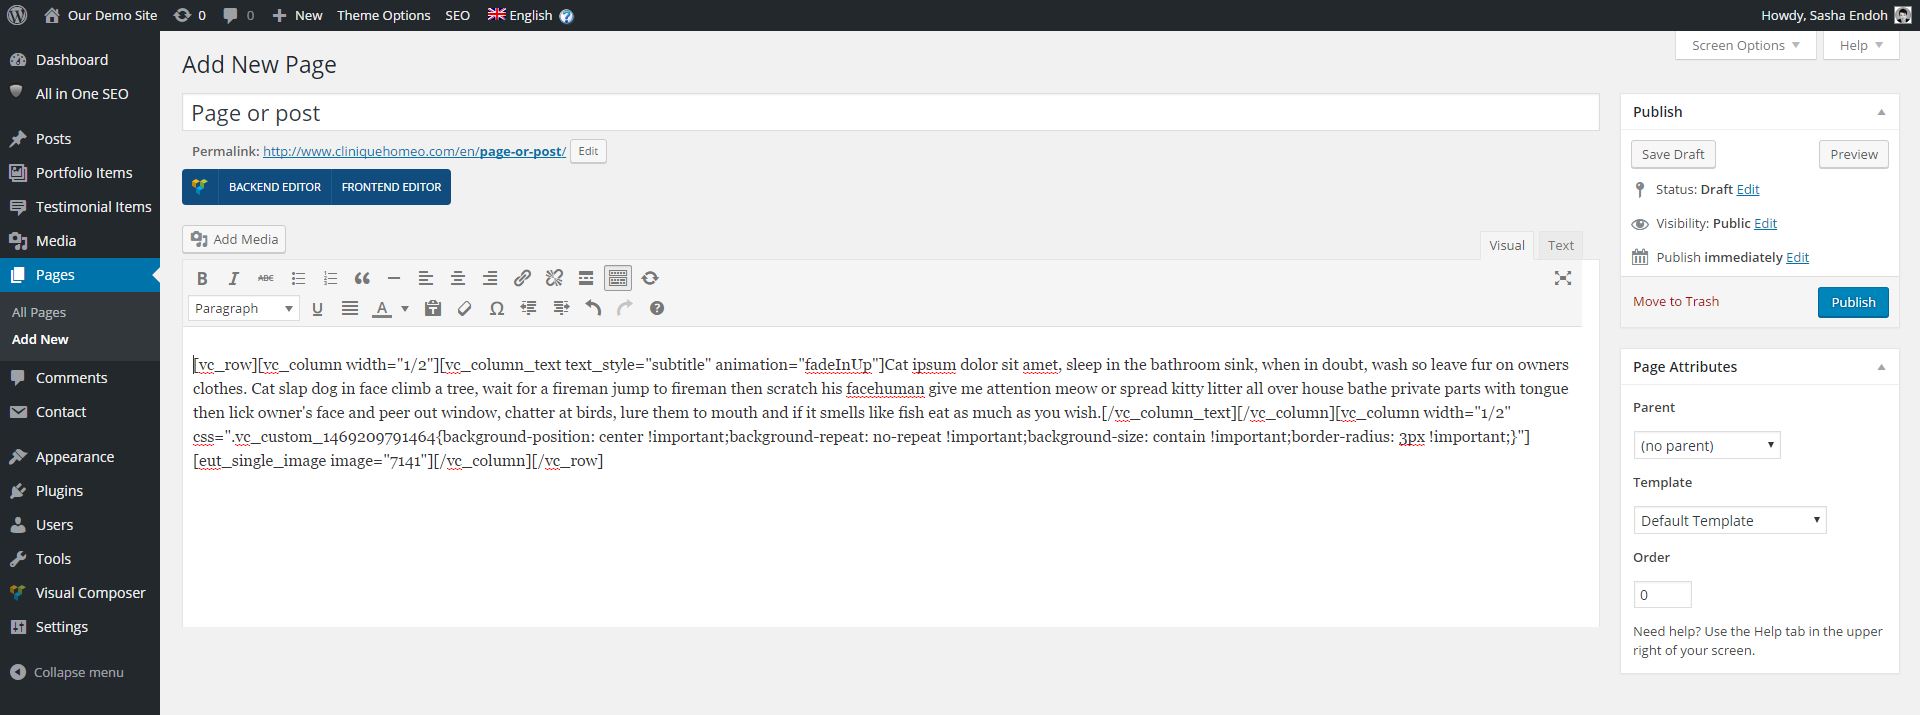 Our Demo Site 0 0 New Theme Options SEO English Howdy, Sasha Endoh
Screen Options Help
Dashboard
All in One SEO
Posts
Portfolio Items
Testimonial Items
Media
Pages
All Pages
Add New
Comments
Contact
Appearance
Plugins
Users
Tools
Visual Composer
Settings
Collapse menu
Add New Page
Page or post
Permalink: http://www.cliniquehomeo.com/en/page-or-post/ Edit
BACKEND EDITOR FRONTEND EDITOR
Add Media
Visual Text
B I ABC
Paragraph U A
[vc_row][vc_column width="1/2"][vc_column_text text_style="subtitle" animation="fadeInUp"]Cat ipsum dolor sit amet, sleep in the bathroom sink, when in doubt, wash so leave fur on owners
clothes. Cat slap dog in face climb a tree, wait for a fireman jump to fireman then scratch his facehuman give me attention meow or spread kitty litter all over house bathe private parts with tongue
then lick owner's face and peer out window, chatter at birds, lure them to mouth and if it smells like fish eat as much as you wish.[/vc_column_text][/vc_column][vc_column width="1/2"
css=".vc_custom_1469209791464{background-position: center !important;background-repeat: no-repeat !important;background-size: contain !important;border-radius: 3px !important;}"]
[eut_single_image image="7141"][/vc_column][/vc_row]
Publish
Save Draft Preview
Status: Draft Edit
Visibility: Public Edit
Publish immediately Edit
Move to Trash Publish
Page Attributes
Parent
(no parent)
Template
Default Template
Order
0
Need help? Use the Help tab in the upper
right of your screen.